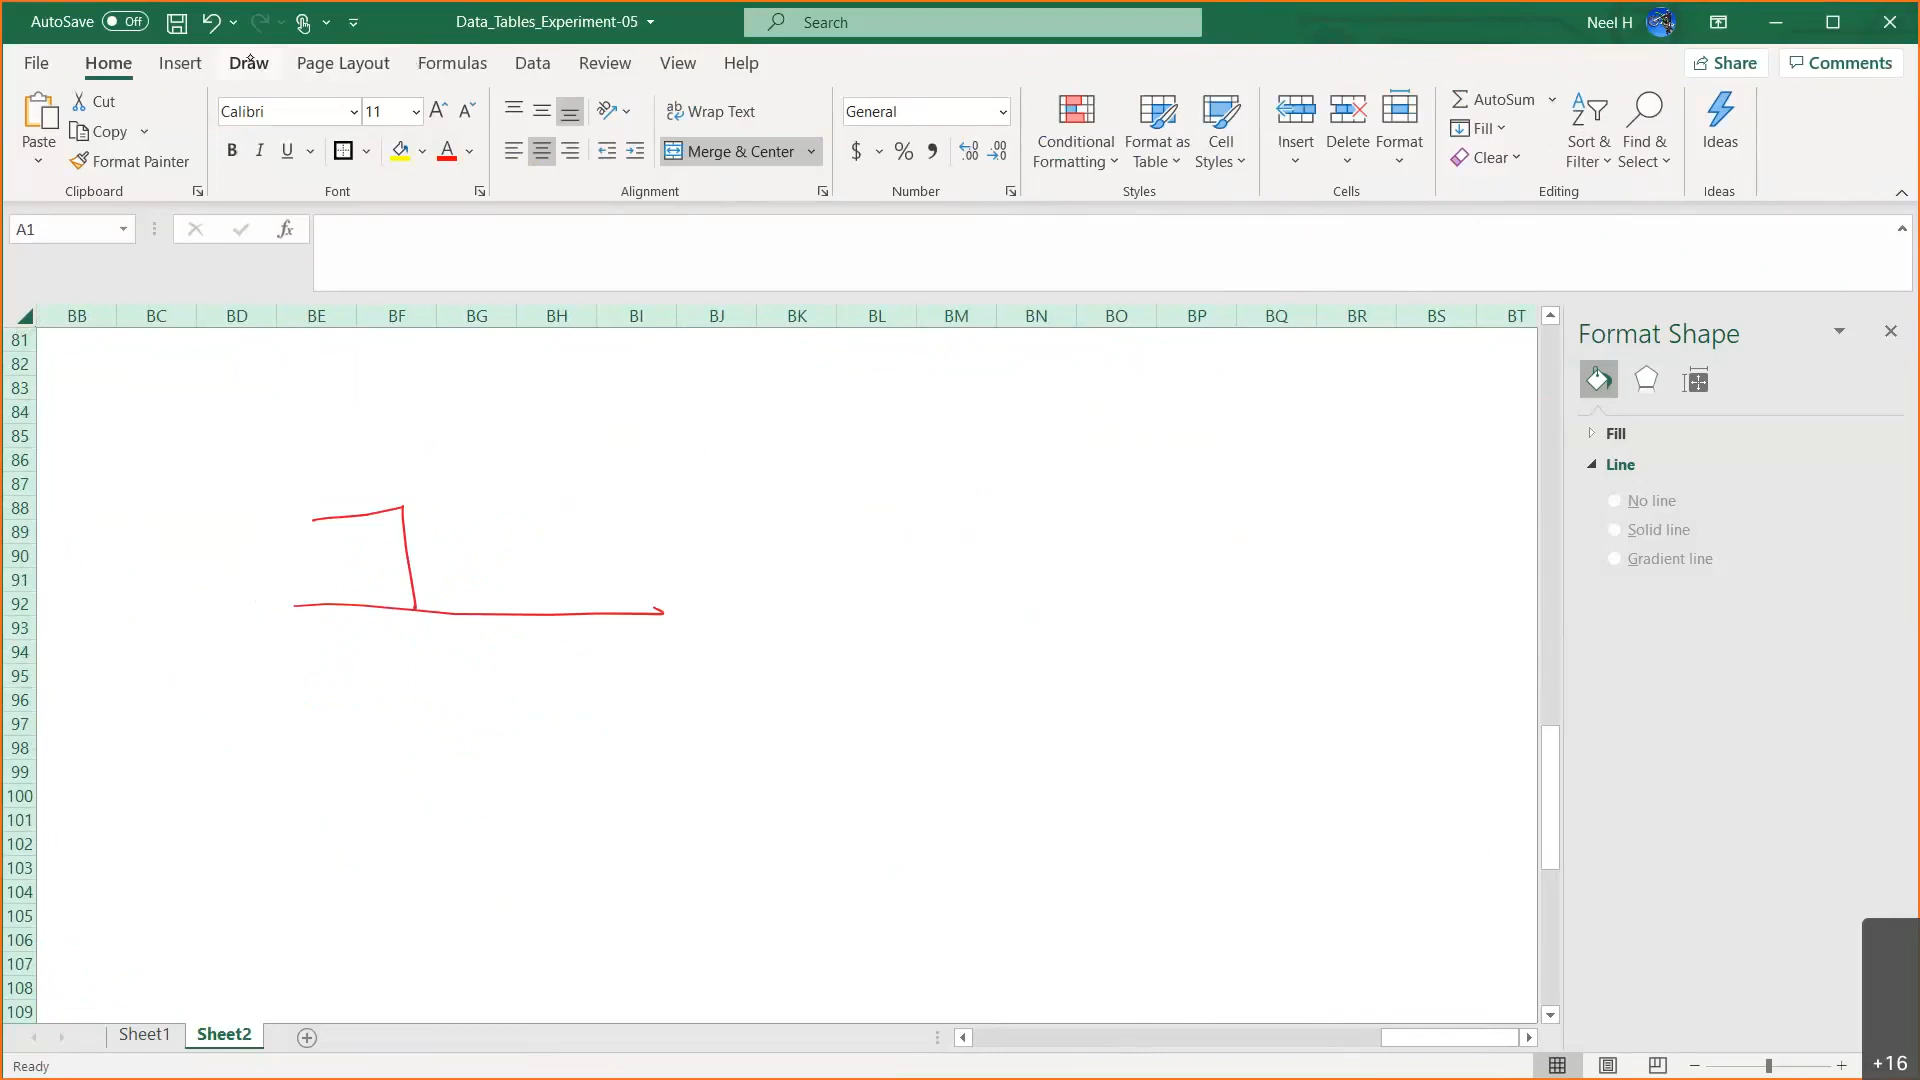 AutoSave Off Data_Tables_Experiment-05 Search Neel H
File Home Insert Draw Page Layout Formulas Data Review View Help Share Comments
Paste Cut Copy Format Painter
Clipboard
Calibri 11
B I U A
Font
Wrap Text
Merge & Center
Alignment
General
$ % 9
Number
Conditional Formatting Format as Table Cell Styles
Styles
Insert Delete Format
Cells
AutoSum
Fill
Clear
Sort & Filter Find & Select
Editing
Ideas
Ideas
A1 fx
BB BC BD BE BF BG BH BI BJ BK BL BM BN BO BP BQ BR BS BT
81
82
83
84
85
86
87
88
89
90
91
92
93
94
95
96
97
98
99
100
101
102
103
104
105
106
107
108
109
Format Shape
Fill
Line
No line
Solid line
Gradient line
Sheet1 Sheet2
Ready
+16